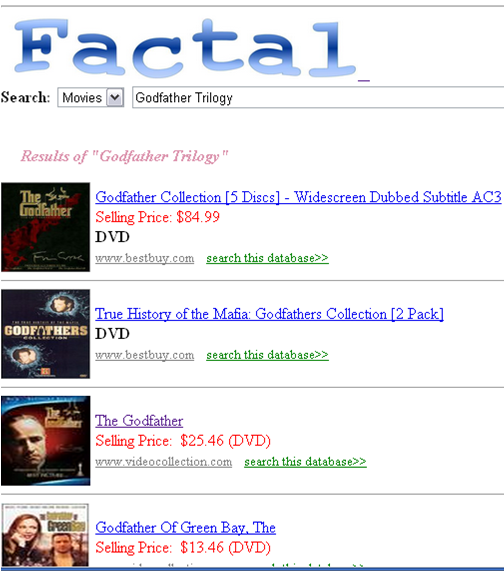 Factal
Search: Movies Godfather Trilogy
Results of "Godfather Trilogy"
The Godfather
Godfather Collection [5 Discs] - Widescreen Dubbed Subtitle AC3
Selling Price: $84.99
DVD
www.bestbuy.com search this database>>
GODFATHERS
COLLECTION
True History of the Mafia: Godfathers Collection [2 Pack]
DVD
www.bestbuy.com search this database>>
The Godfather
The Godfather
Selling Price: $25.46 (DVD)
www.videocollection.com search this database>>
Godfather Of Green Bay, The
Selling Price: $13.46 (DVD)